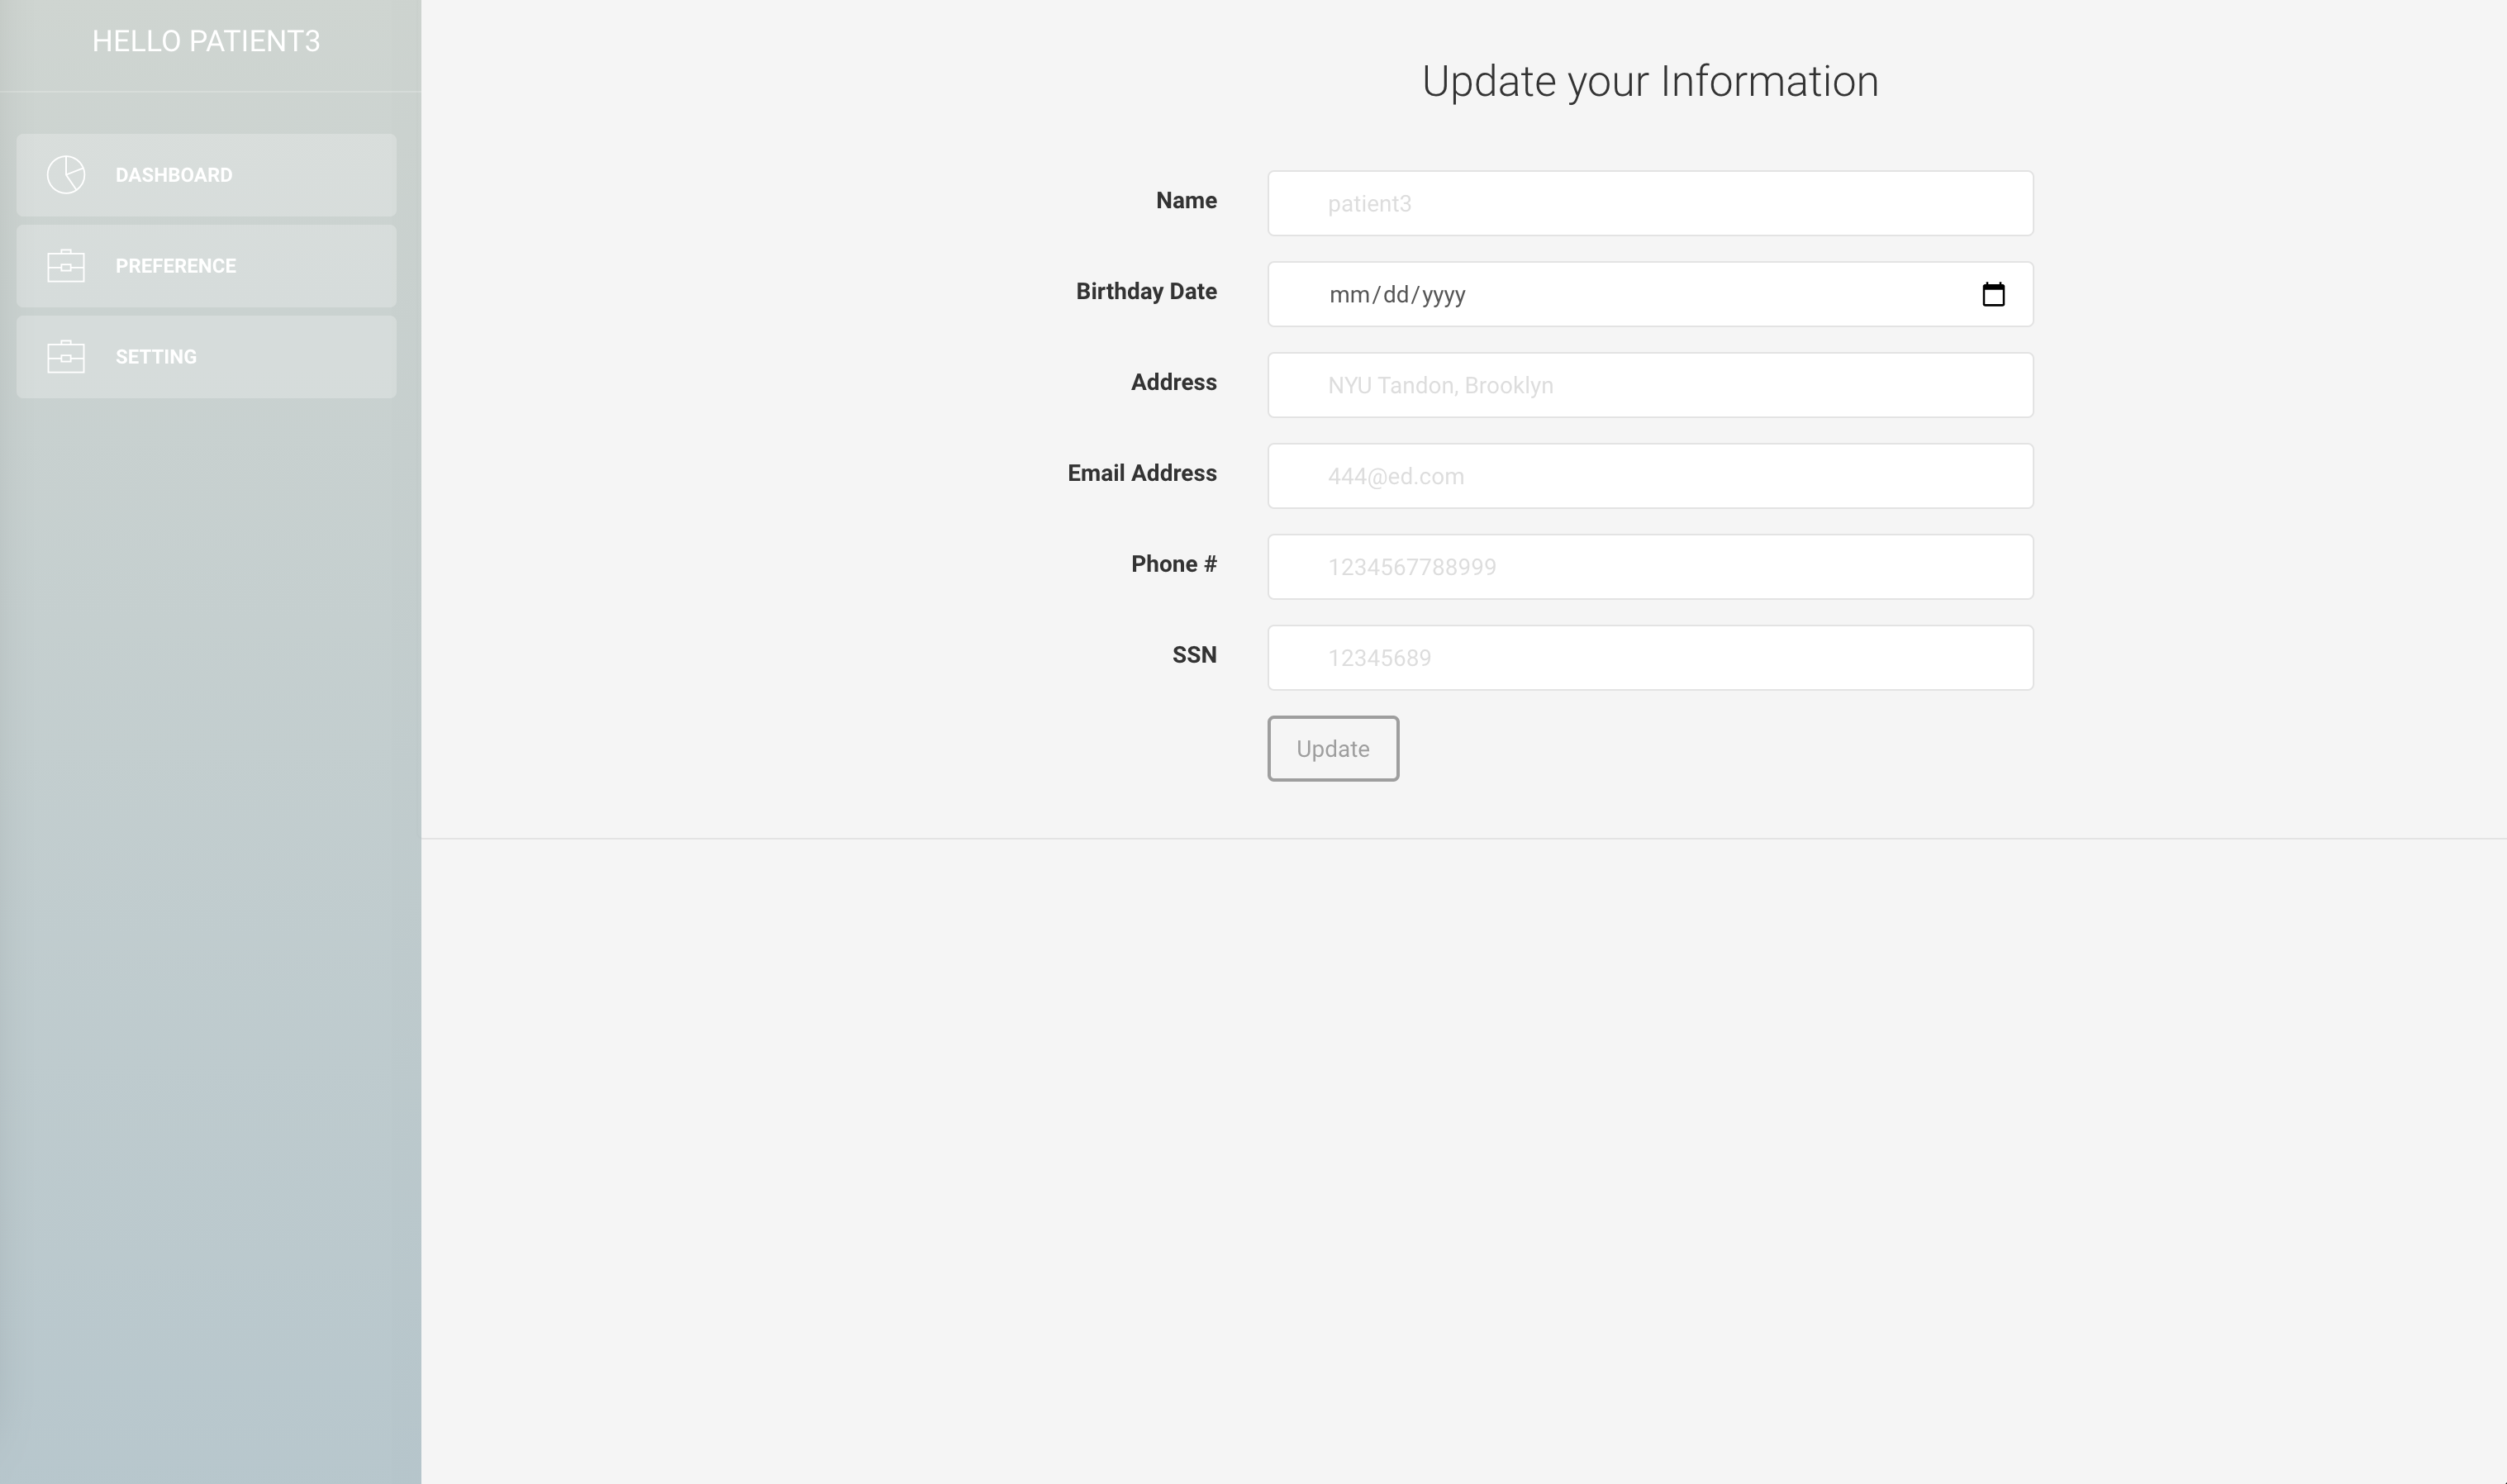 HELLO PATIENT3
DASHBOARD
PREFERENCE
SETTING
Update your Information
Name
patient3
Birthday Date
mm/dd/yyyy
Address
NYU Tandon, Brooklyn
Email Address
444@ed.com
Phone #
1234567788999
SSN
12345689
Update